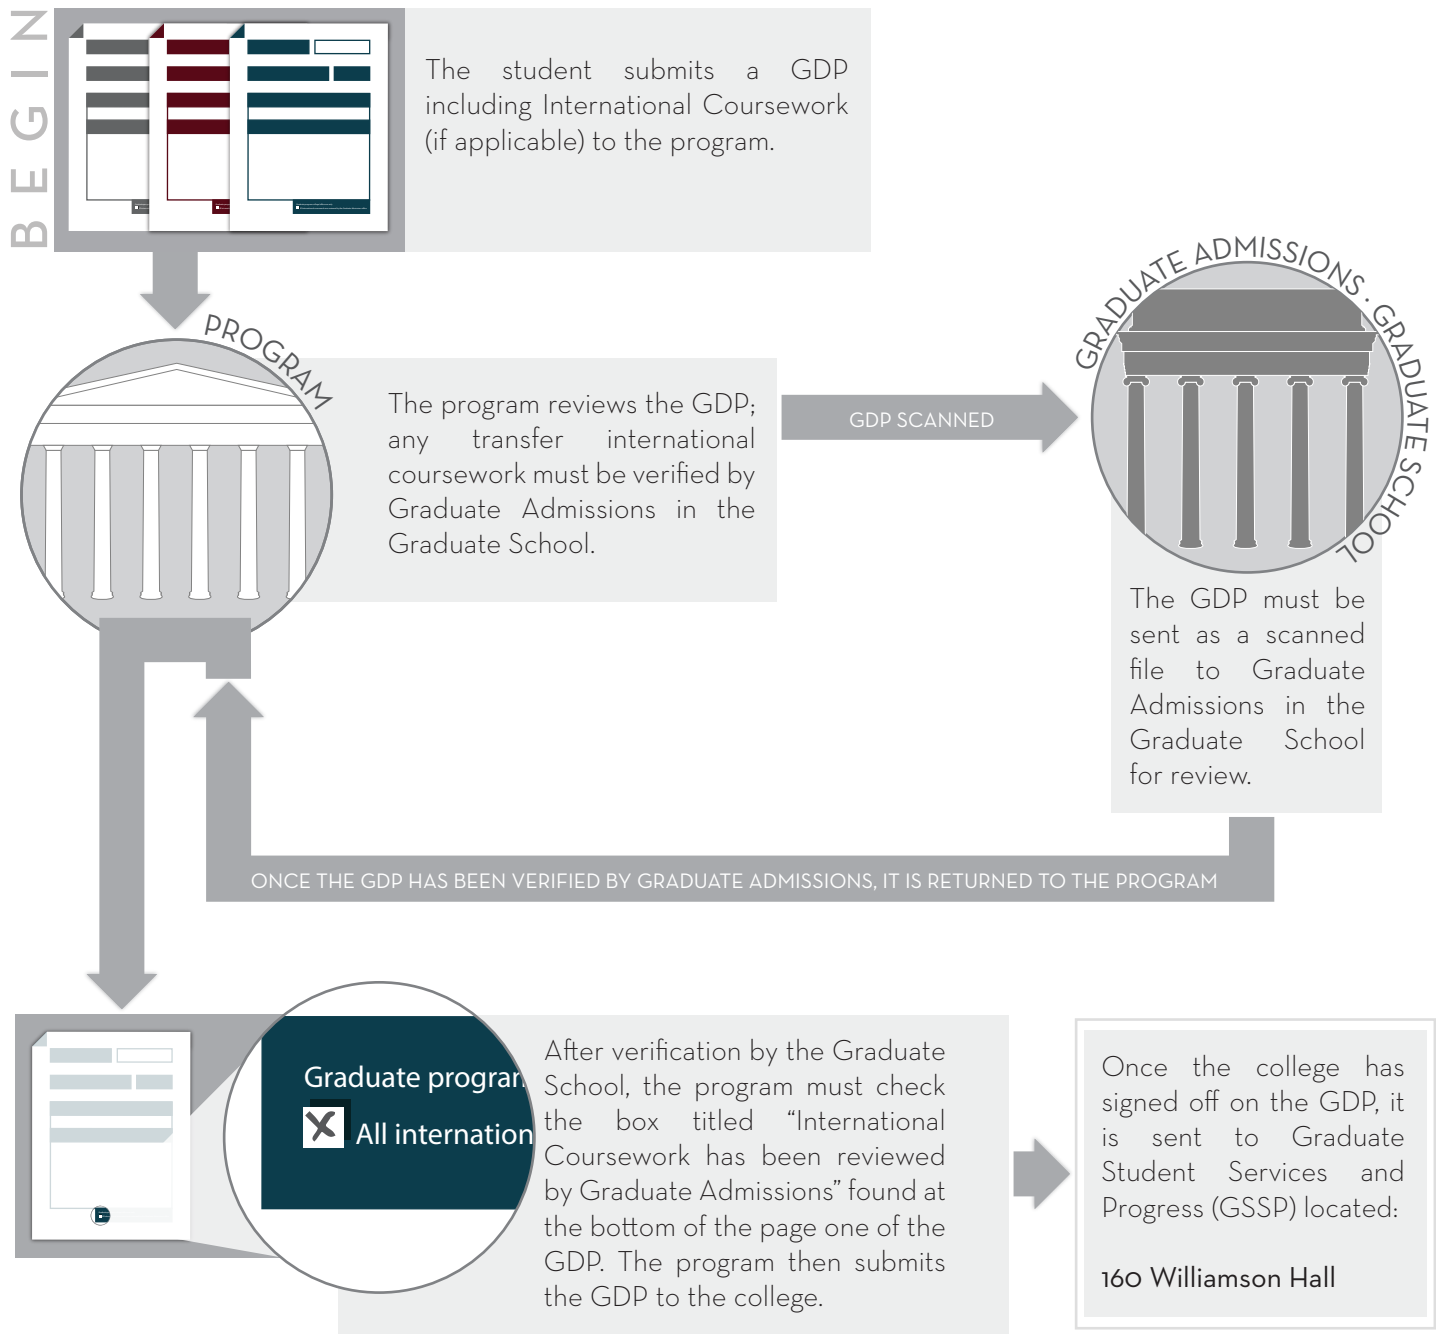 BEGIN
The student submits a GDP
including International Coursework
(if applicable) to the program.
PROGRAM
The program reviews the GDP;
any transfer international
coursework must be verified by
Graduate Admissions in the
Graduate School.
GDP SCANNED
GRADUATE ADMISSIONS · GRADUATE SCHOOL
The GDP must be
sent as a scanned
file to Graduate
Admissions in the
Graduate School
for review.
ONCE THE GDP HAS BEEN VERIFIED BY GRADUATE ADMISSIONS, IT IS RETURNED TO THE PROGRAM
Graduate program
All internation
After verification by the Graduate
School, the program must check
the box titled “International
Coursework has been reviewed
by Graduate Admissions” found at
the bottom of the page one of the
GDP. The program then submits
the GDP to the college.
Once the college has
signed off on the GDP, it
is sent to Graduate
Student Services and
Progress (GSSP) located:
160 Williamson Hall